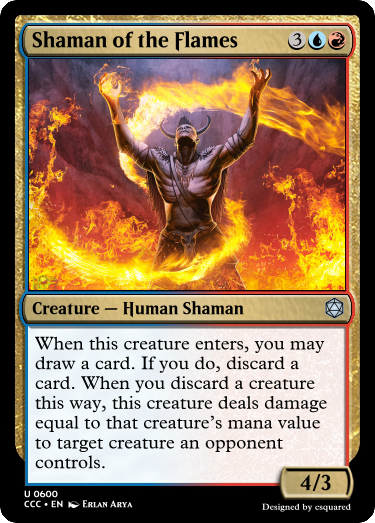 Shaman of the Flames 3
Creature — Human Shaman
When this creature enters, you may
draw a card. If you do, discard a
card. When you discard a creature
this way, this creature deals damage
equal to that creature's mana value
to target creature an opponent
controls.
4/3
U 0600
CCC • EN Erlan Arya
Designed by csquared